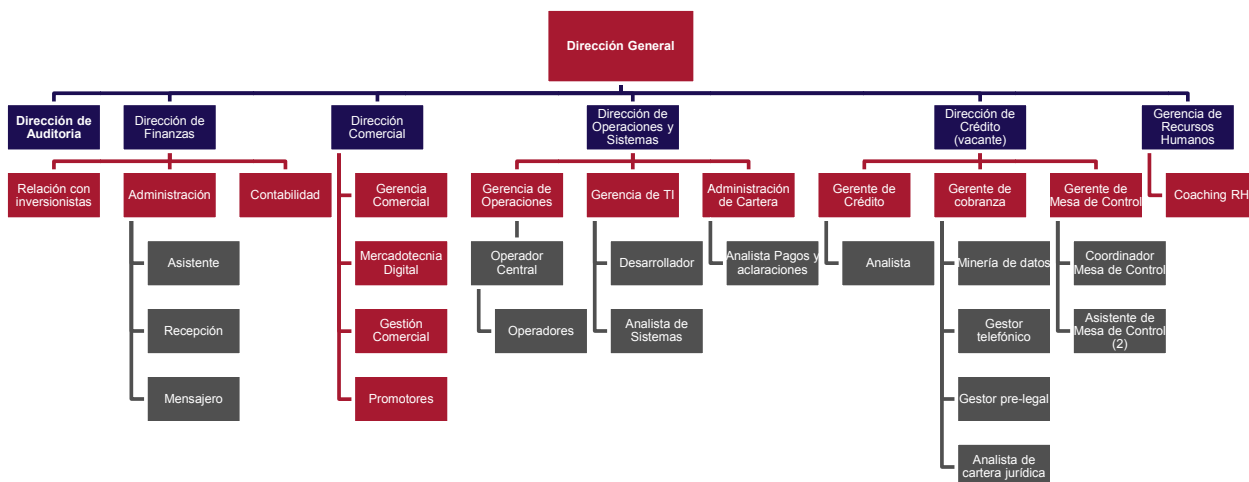 Dirección General
Dirección de
Auditoria
Dirección de
Finanzas
Dirección
Comercial
Dirección de
Operaciones y
Sistemas
Dirección de
Crédito
(vacante)
Gerencia de
Recursos
Humanos
Relación con
inversionistas
Administración
Contabilidad
Gerencia
Comercial
Gerencia de
Operaciones
Gerencia de TI
Administración
de Cartera
Gerente de
Crédito
Gerente de
cobranza
Gerente de
Mesa de Control
Coaching RH
Asistente
Mercadotecnia
Digital
Operador
Central
Desarrollador
Analista Pagos y
aclaraciones
Analista
Minería de datos
Coordinador
Mesa de Control
Recepción
Gestión
Comercial
Operadores
Analista de
Sistemas
Gestor
telefónico
Asistente de
Mesa de Control
(2)
Mensajero
Promotores
Gestor pre-legal
Analista de
cartera jurídica